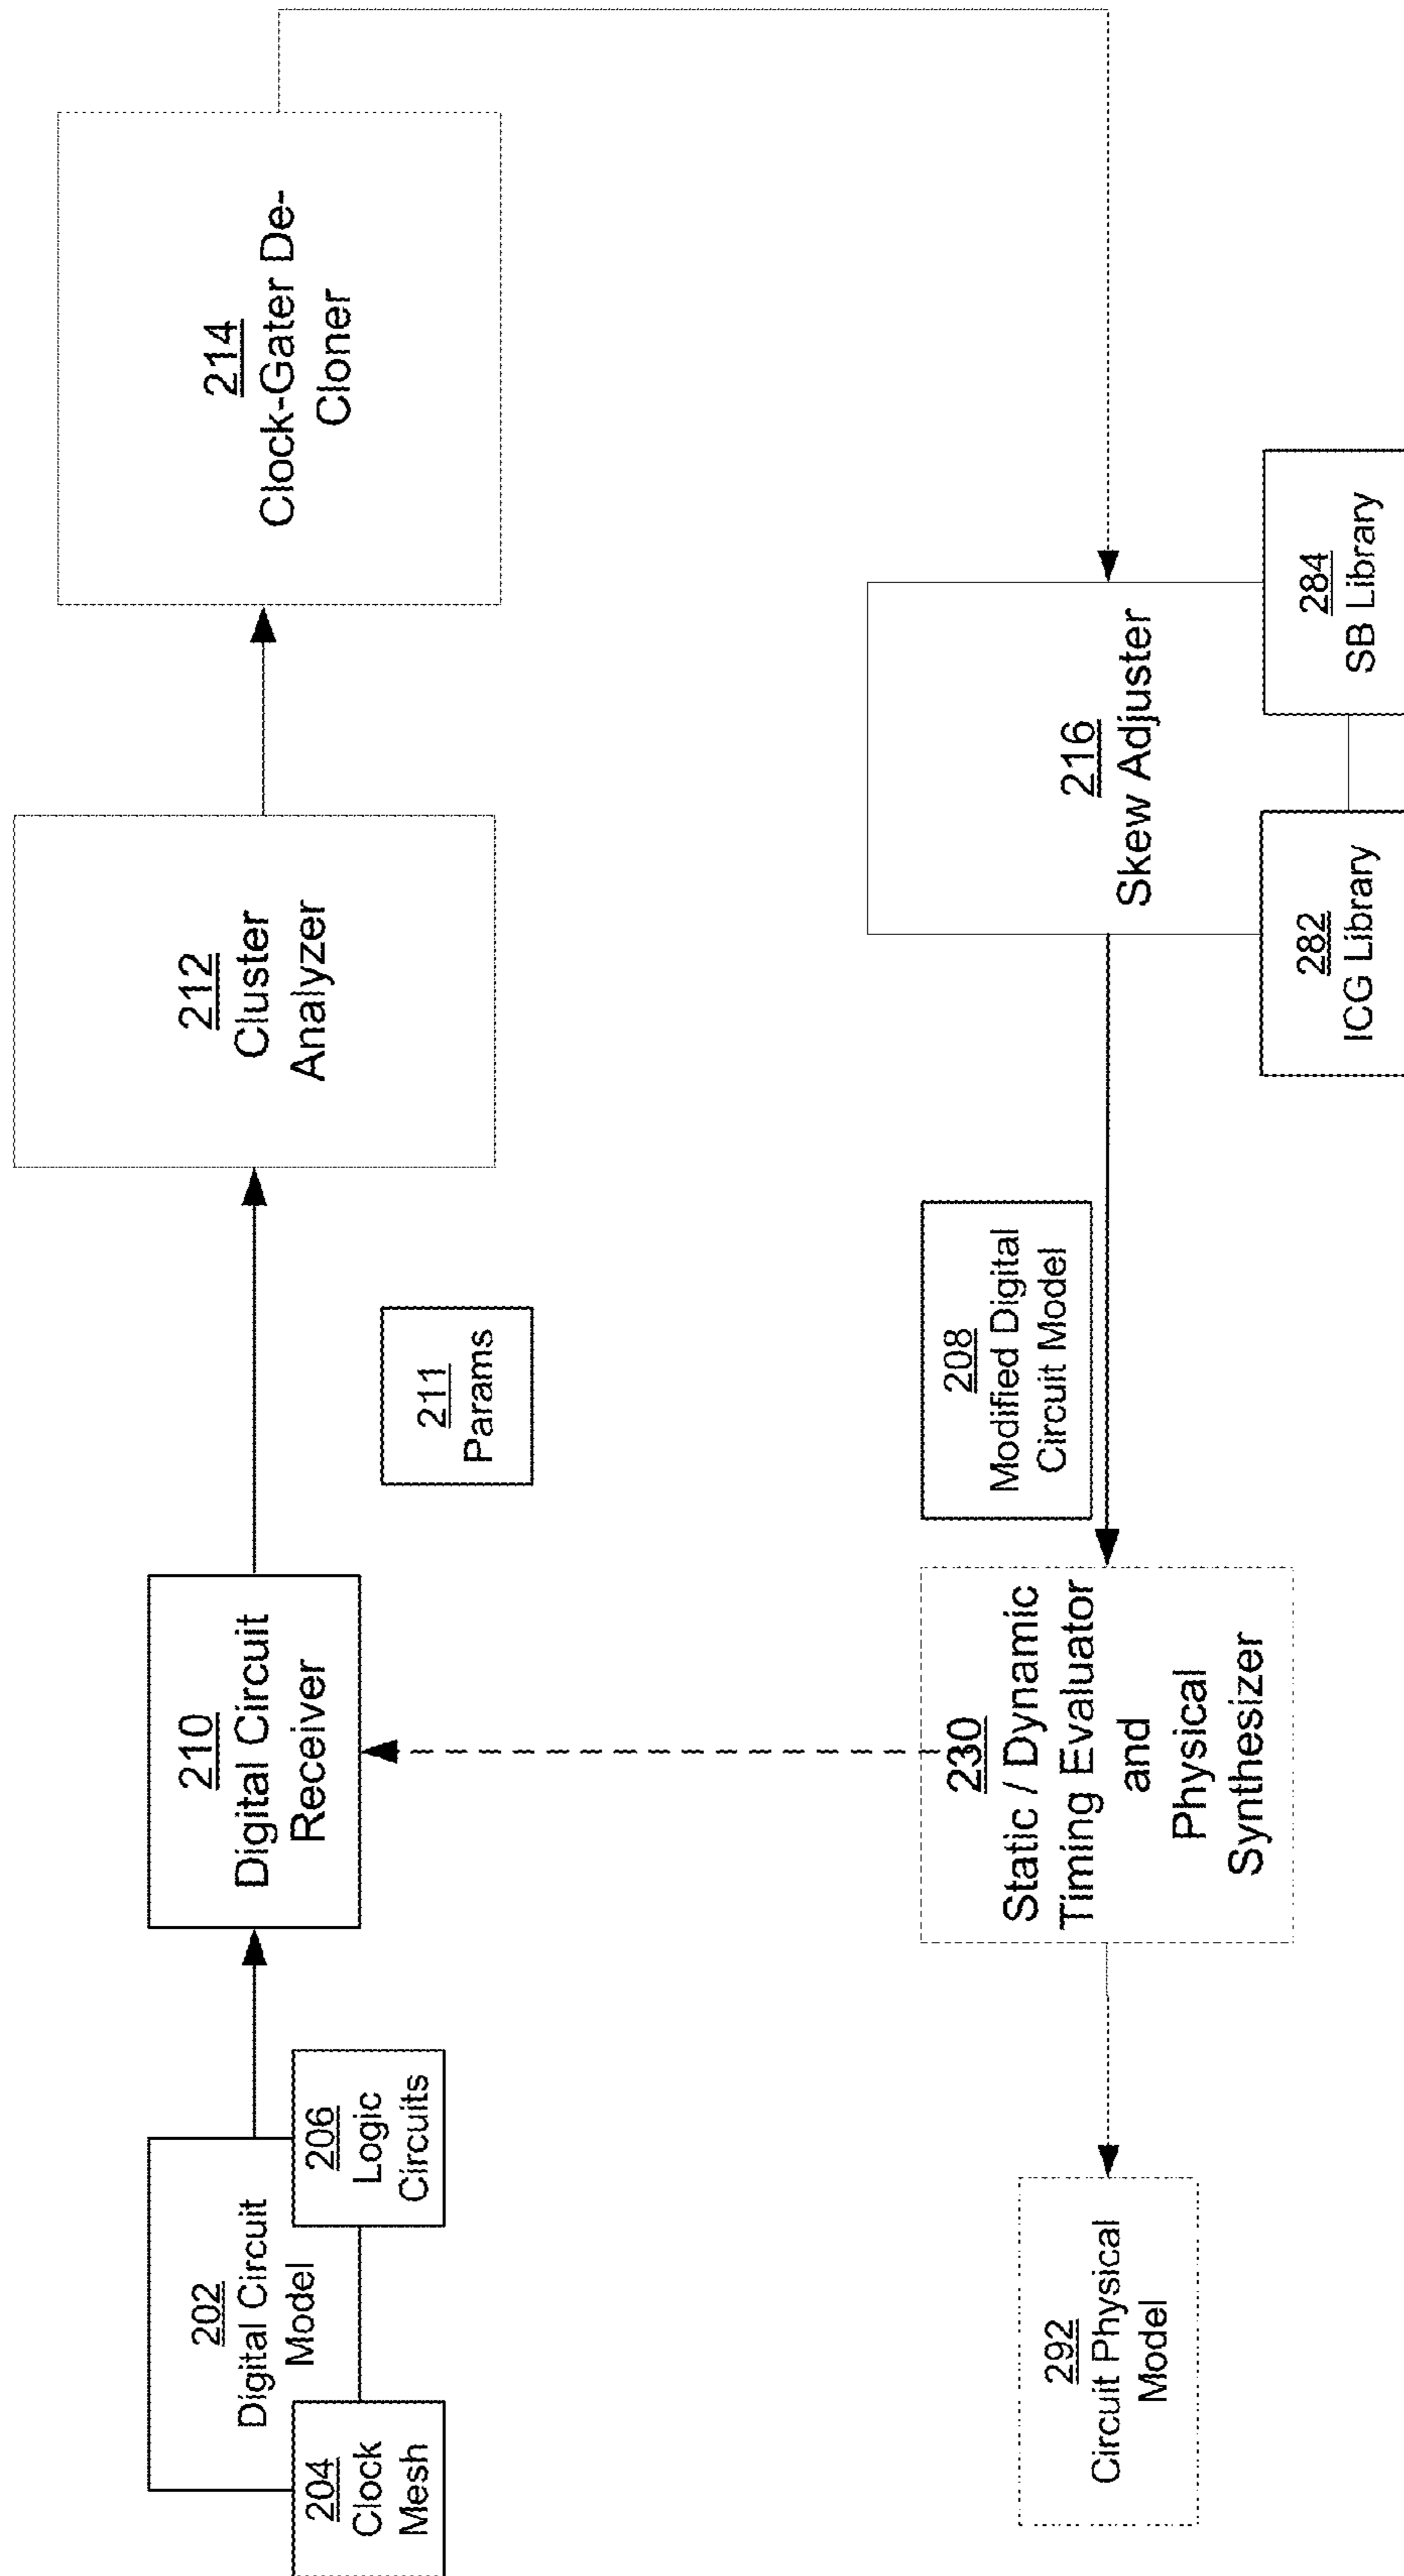 202
Digital Circuit
Model
204
Clock
Mesh
206
Logic
Circuits
210
Digital Circuit
Receiver
211
Params
212
Cluster
Analyzer
214
Clock-Gater De-
Cloner
292
Circuit Physical
Model
230
Static / Dynamic
Timing Evaluator
and
Physical
Synthesizer
208
Modified Digital
Circuit Model
216
Skew Adjuster
282
ICG Library
284
SB Library